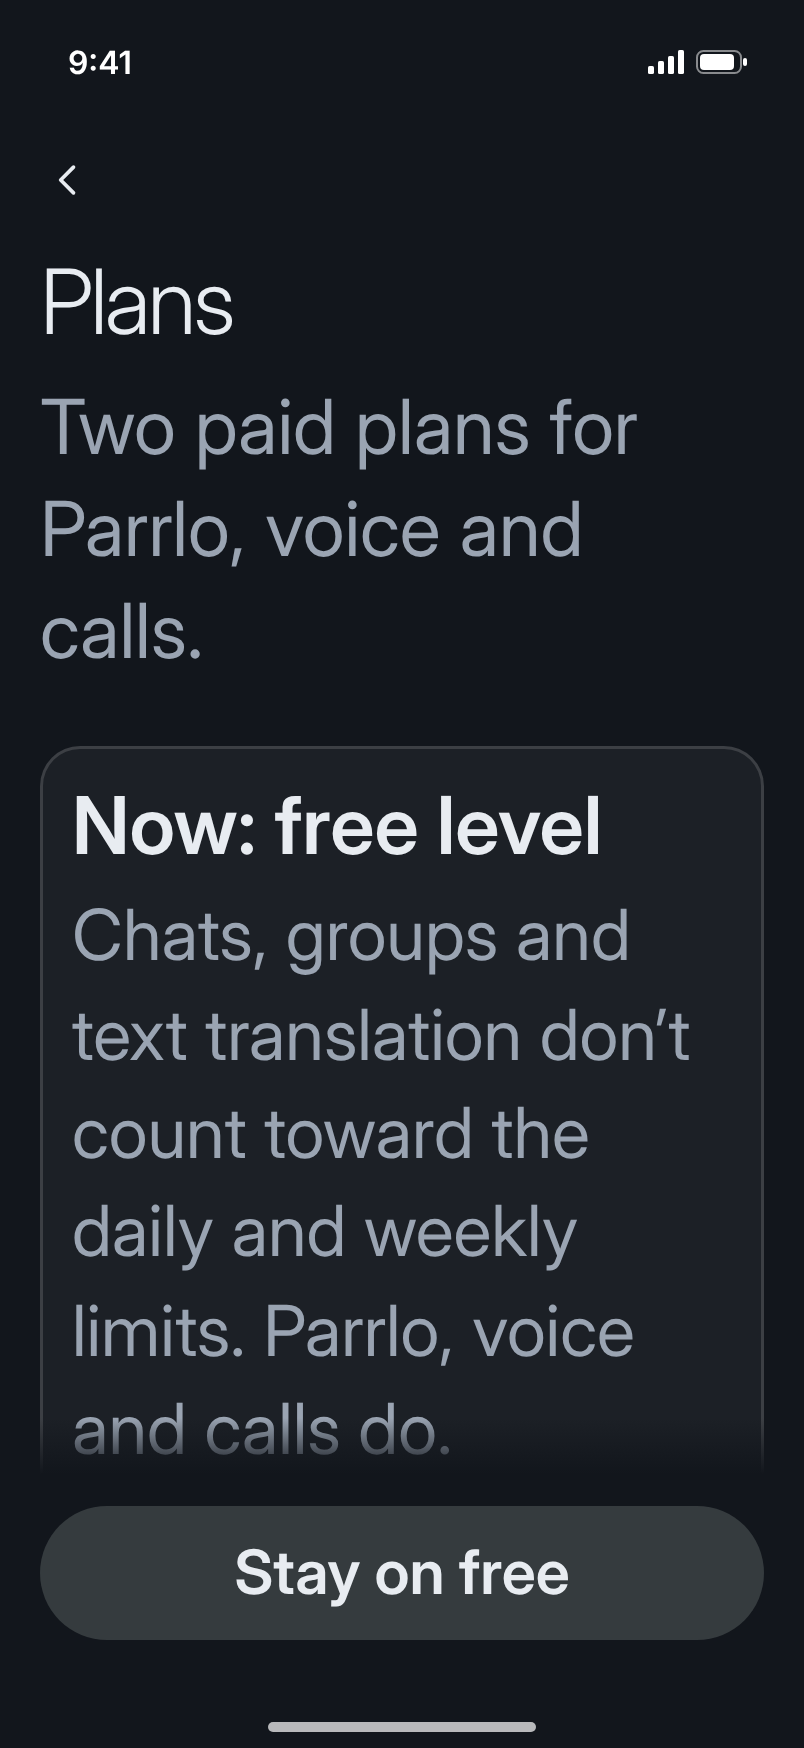 9:41
Plans
Two paid plans for
Parrlo, voice and
calls.
Now: free level
Chats, groups and
text translation don’t
count toward the
daily and weekly
limits. Parrlo, voice
and calls do.
Stay on free